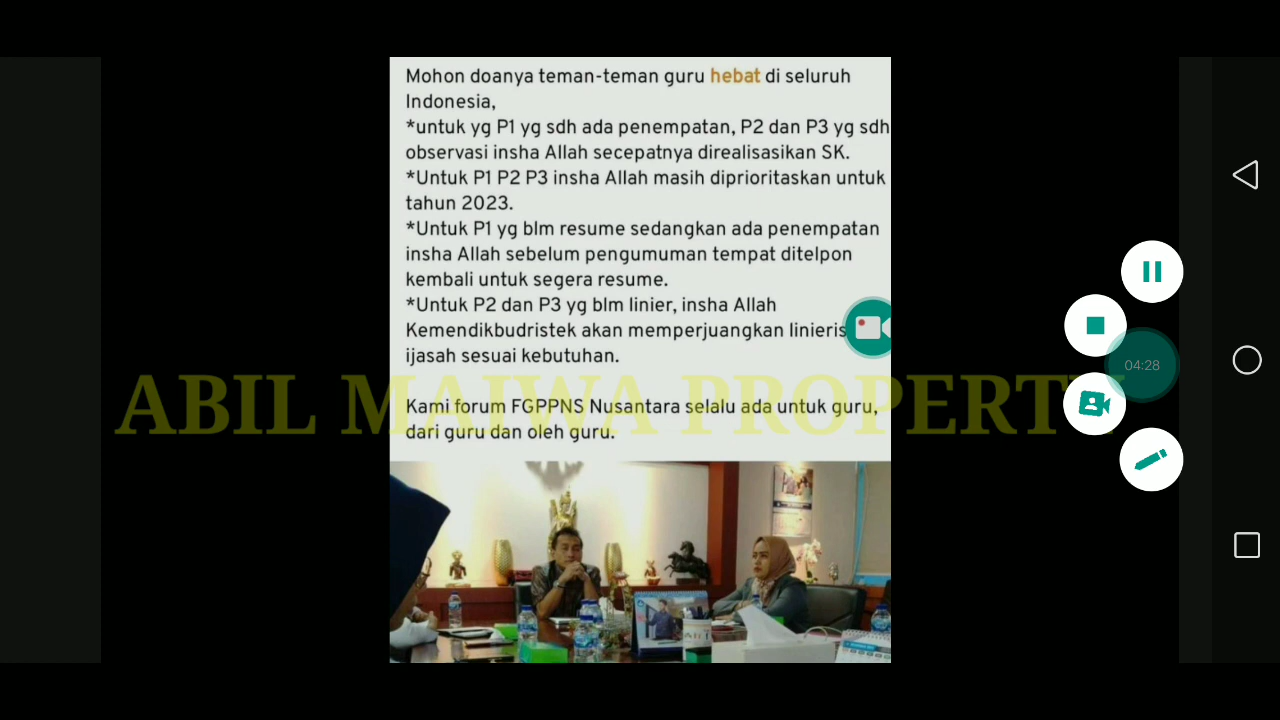 Mohon doanya teman-teman guru hebat di seluruh
Indonesia,
*untuk yg P1 yg sdh ada penempatan, P2 dan P3 yg sdh
observasi insha Allah secepatnya direalisasikan SK.
*Untuk P1 P2 P3 insha Allah masih diprioritaskan untuk
tahun 2023.
*Untuk P1 yg blm resume sedangkan ada penempatan
insha Allah sebelum pengumuman tempat ditelpon
kembali untuk segera resume.
*Untuk P2 dan P3 yg blm linier, insha Allah
Kemendikbudristek akan memperjuangkan linieris
ijasah sesuai kebutuhan.
Kami forum FGPPNS Nusantara selalu ada untuk guru,
dari guru dan oleh guru.
ABIL MAIWA PROPERTY
04:28